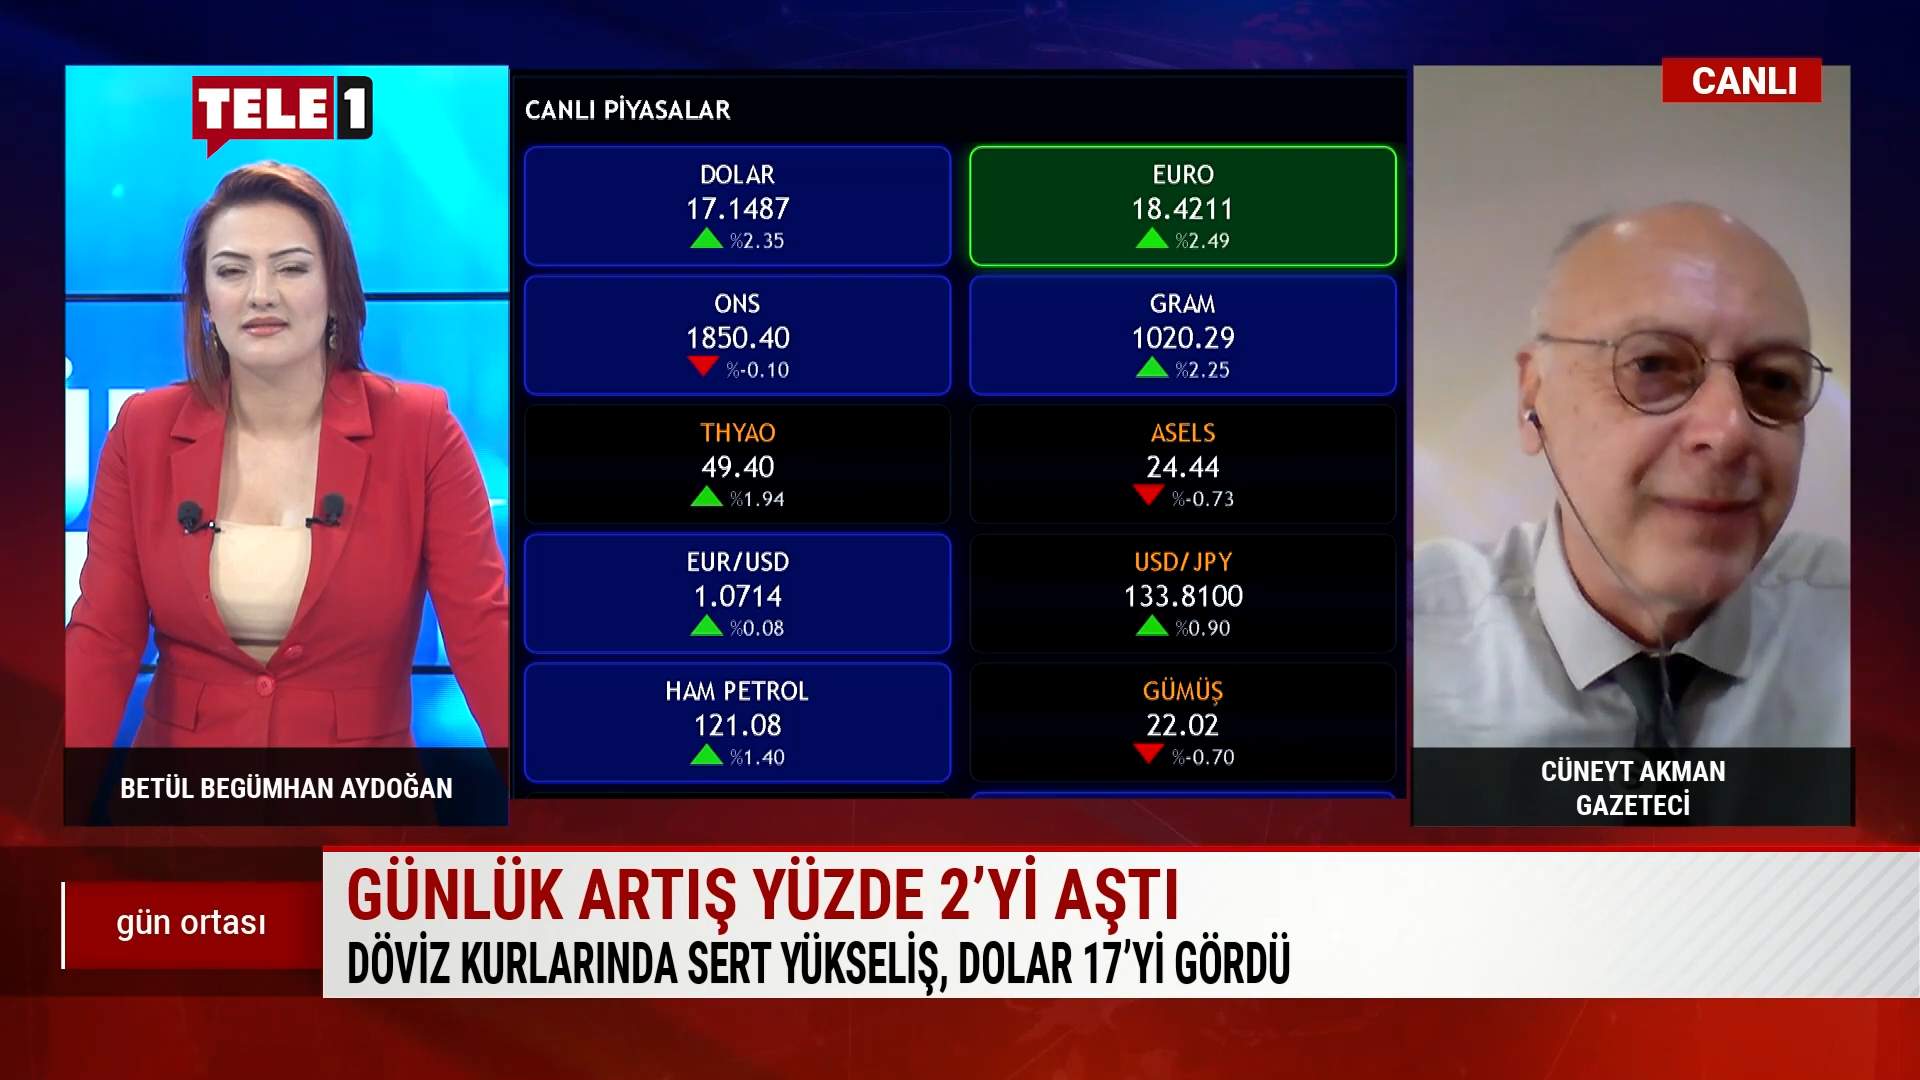 TELE 1
CANLI
CANLI PİYASALAR
DOLAR
17.1487
%2.35
EURO
18.4211
%2.49
ONS
1850.40
%-0.10
GRAM
1020.29
%2.25
THYAO
49.40
%1.94
ASELS
24.44
%-0.73
EUR/USD
1.0714
%0.08
USD/JPY
133.8100
%0.90
HAM PETROL
121.08
%1.40
GÜMÜŞ
22.02
%-0.70
BETÜL BEGÜMHAN AYDOĞAN
CÜNEYT AKMAN
GAZETECİ
gün ortası
GÜNLÜK ARTIŞ YÜZDE 2’Yİ AŞTI
DÖVİZ KURLARINDA SERT YÜKSELİŞ, DOLAR 17’Yİ GÖRDÜ